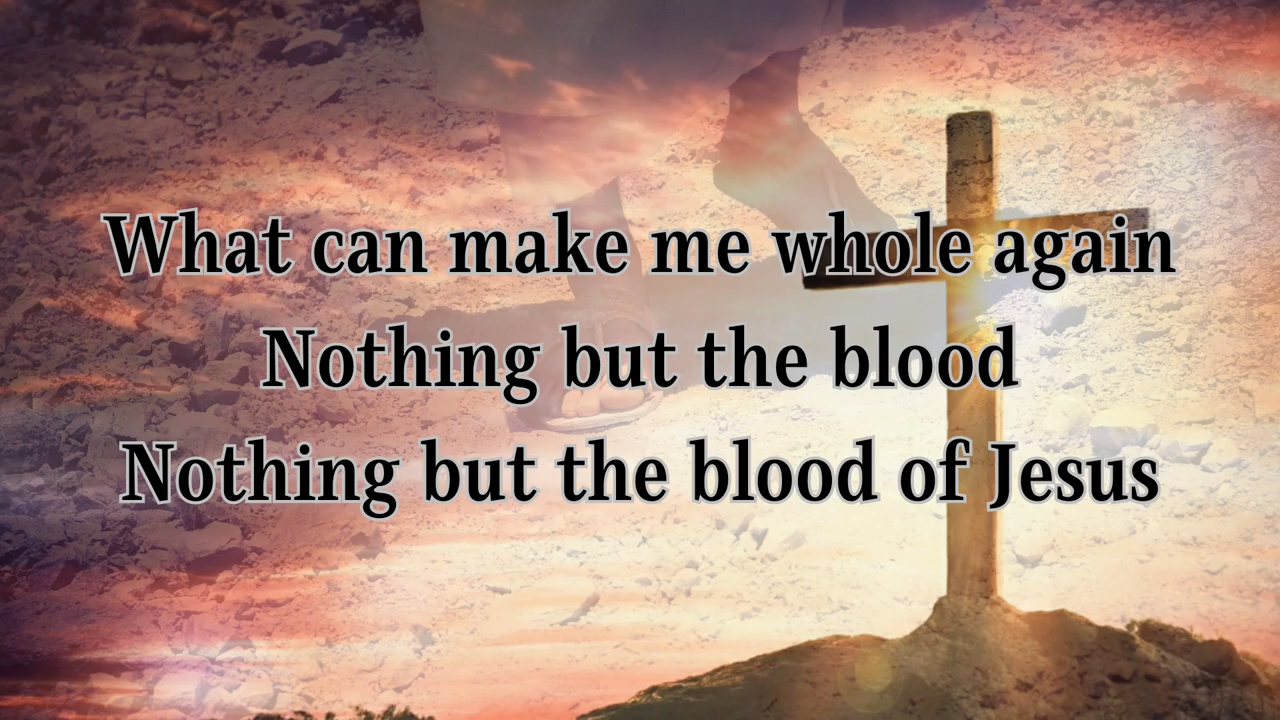 What can make me whole again
Nothing but the blood
Nothing but the blood of Jesus